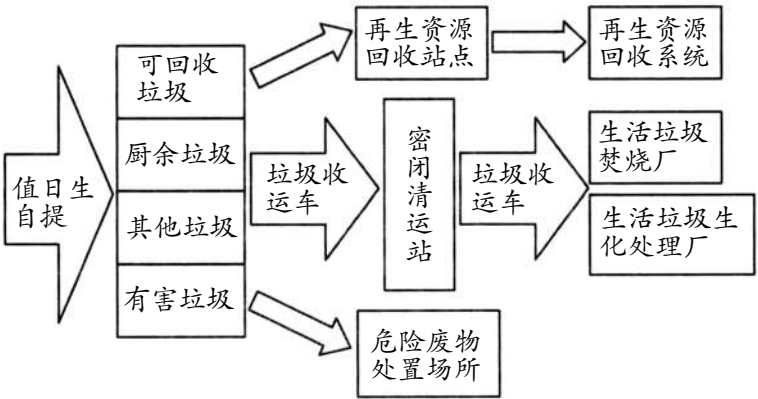 值日生
自提
可回收
垃圾
厨余垃圾
其他垃圾
有害垃圾
再生资源
回收站点
再生资源
回收系统
垃圾收
运车
密
闭
清
运
站
垃圾收
运车
生活垃圾
焚烧厂
生活垃圾生
化处理厂
危险废物
处置场所